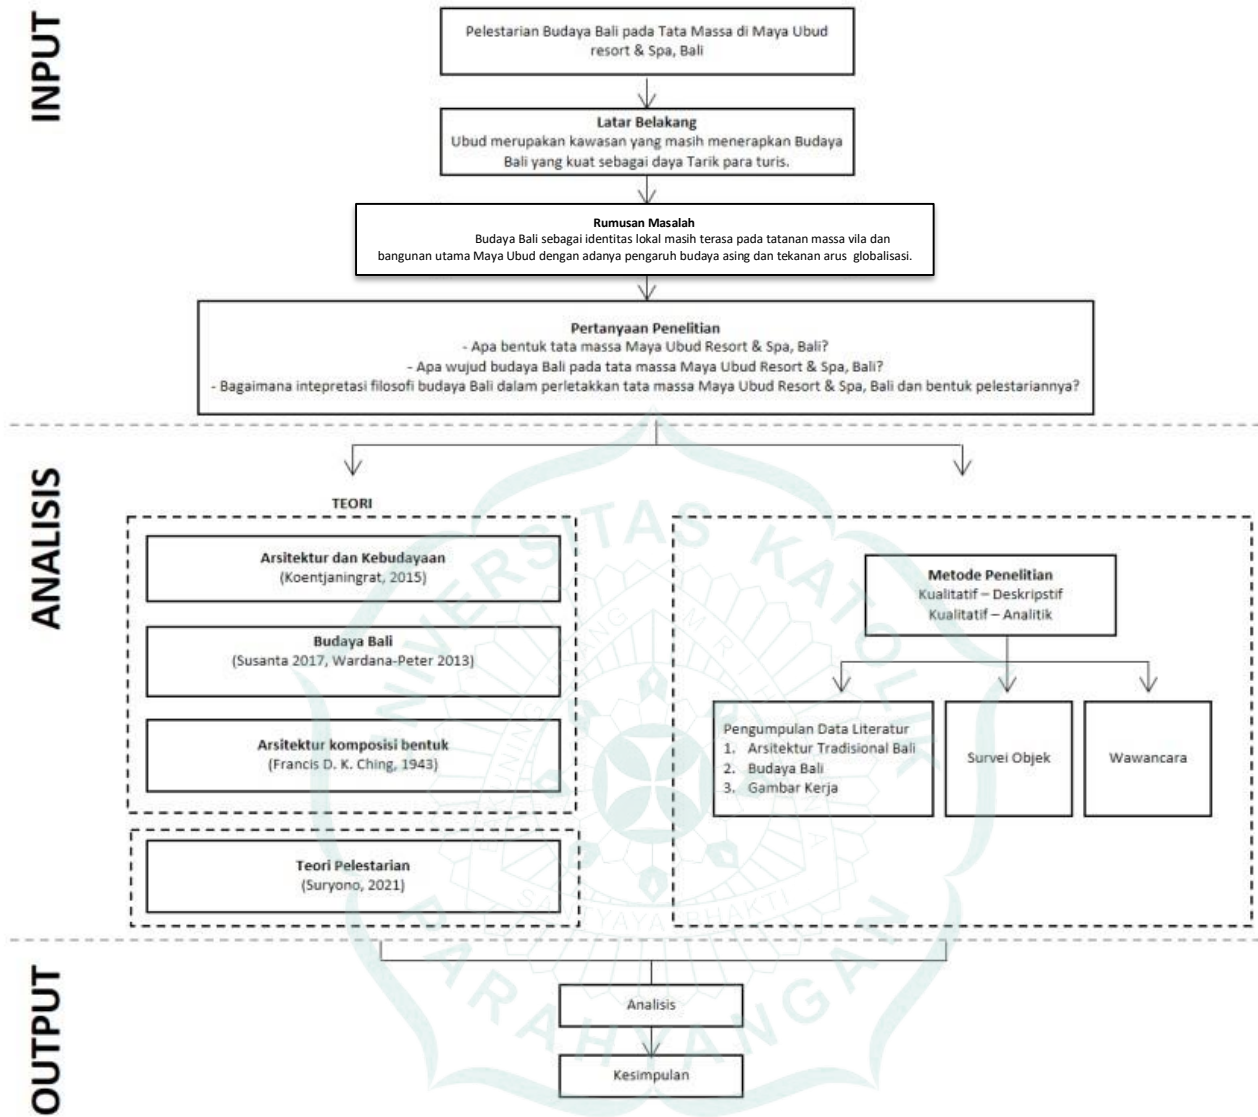 INPUT
Pelestarian Budaya Bali pada Tata Massa di Maya Ubud
resort & Spa, Bali
Latar Belakang
Ubud merupakan kawasan yang masih menerapkan Budaya
Bali yang kuat sebagai daya Tarik para turis.
Rumusan Masalah
Budaya Bali sebagai identitas lokal masih terasa pada tatanan massa vila dan
bangunan utama Maya Ubud dengan adanya pengaruh budaya asing dan tekanan arus globalisasi.
Pertanyaan Penelitian
- Apa bentuk tata massa Maya Ubud Resort & Spa, Bali?
- Apa wujud budaya Bali pada tata massa Maya Ubud Resort & Spa, Bali?
- Bagaimana intepretasi filosofi budaya Bali dalam perletakkan tata massa Maya Ubud Resort & Spa, Bali dan bentuk pelestariannya?
ANALISIS
TEORI
Arsitektur dan Kebudayaan
(Koentjaningrat, 2015)
Budaya Bali
(Susanta 2017, Wardana-Peter 2013)
Arsitektur komposisi bentuk
(Francis D. K. Ching, 1943)
Teori Pelestarian
(Suryono, 2021)
Metode Penelitian
Kualitatif – Deskripstif
Kualitatif – Analitik
Pengumpulan Data Literatur
1. Arsitektur Tradisional Bali
2. Budaya Bali
3. Gambar Kerja
Survei Objek
Wawancara
OUTPUT
Analisis
Kesimpulan
UNIVERSITAS KATOLIK
PARAHYANGAN